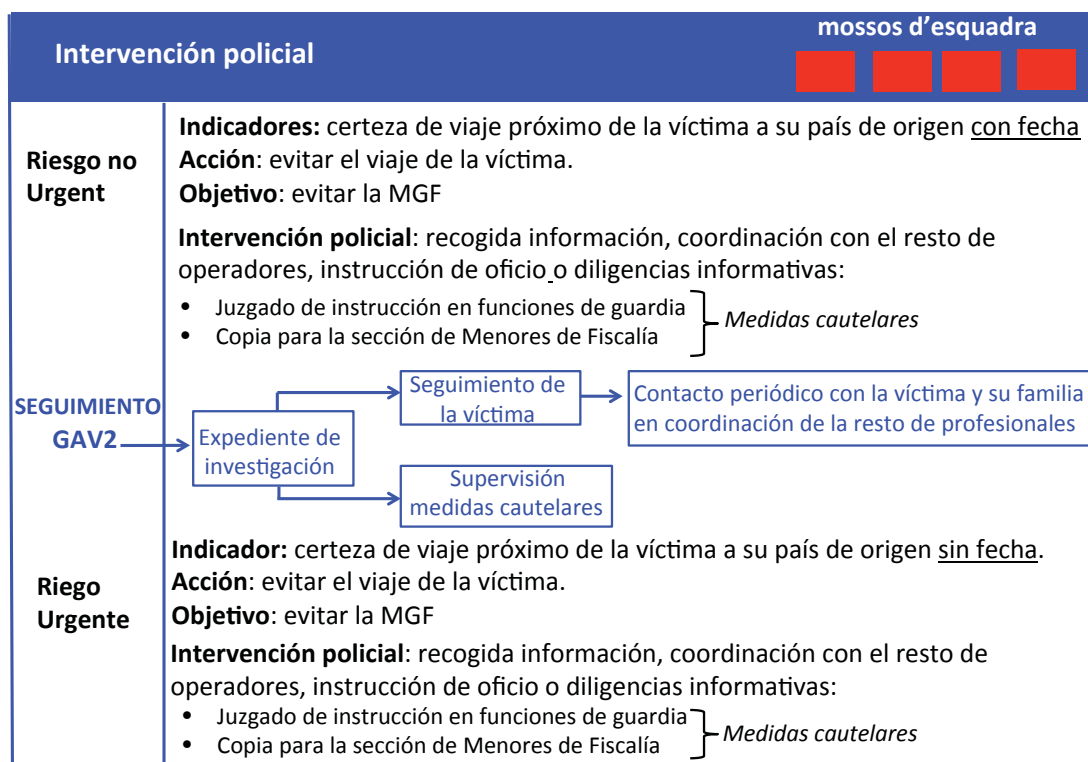 Intervención policial
mossos d'esquadra
Riesgo no
Urgent
Indicadores: certeza de viaje próximo de la víctima a su país de origen con fecha
Acción: evitar el viaje de la víctima.
Objetivo: evitar la MGF
Intervención policial: recogida información, coordinación con el resto de
operadores, instrucción de oficio o diligencias informativas:
• Juzgado de instrucción en funciones de guardia
• Copia para la sección de Menores de Fiscalía
Medidas cautelares
SEGUIMIENTO
GAV2
Expediente de
investigación
Seguimiento de
la víctima
Contacto periódico con la víctima y su familia
en coordinación de la resto de profesionales
Supervisión
medidas cautelares
Riego
Urgente
Indicador: certeza de viaje próximo de la víctima a su país de origen sin fecha.
Acción: evitar el viaje de la víctima.
Objetivo: evitar la MGF
Intervención policial: recogida información, coordinación con el resto de
operadores, instrucción de oficio o diligencias informativas:
• Juzgado de instrucción en funciones de guardia
• Copia para la sección de Menores de Fiscalía
Medidas cautelares